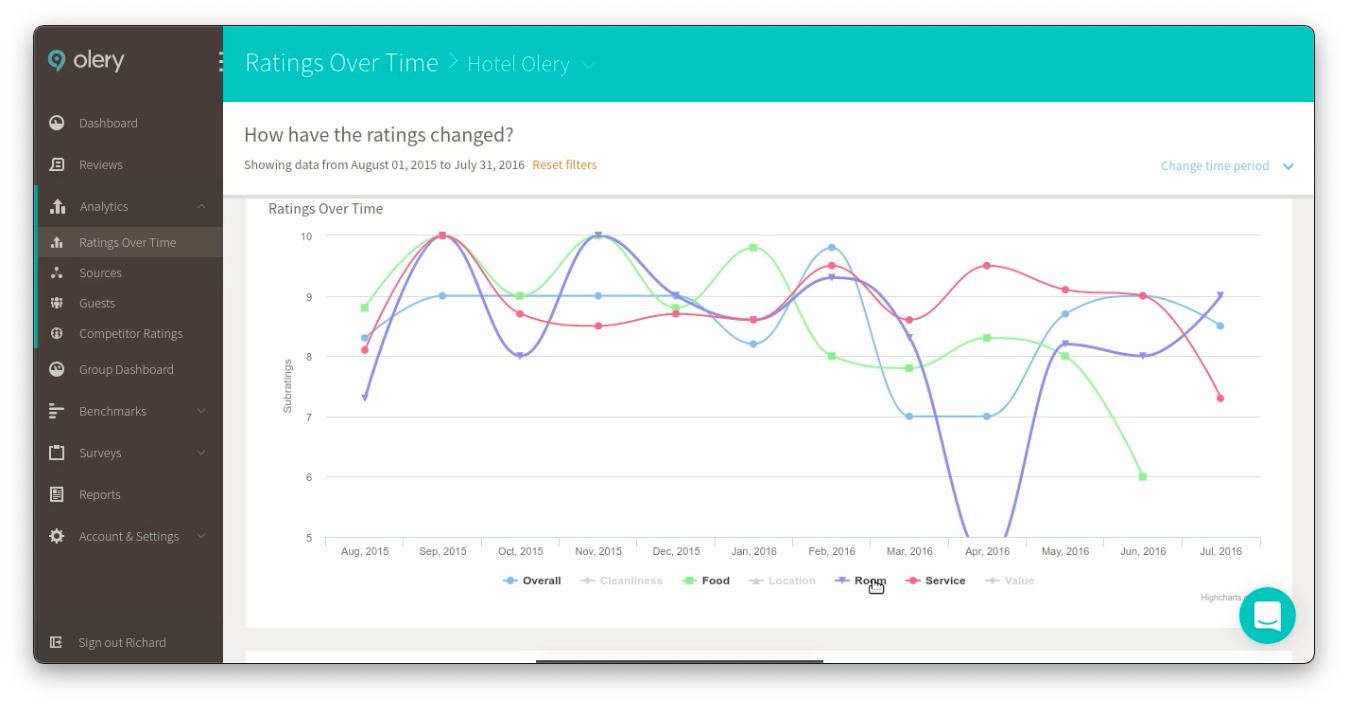 olery
Ratings Over Time > Hotel Olery
Dashboard
Reviews
Analytics
Ratings Over Time
Sources
Guests
Competitor Ratings
Group Dashboard
Benchmarks
Surveys
Reports
Account & Settings
Sign out Richard
How have the ratings changed?
Showing data from August 01, 2015 to July 31, 2016 Reset filters
Change time period
Ratings Over Time
Subratings
10
9
8
7
6
5
Aug, 2015 Sep, 2015 Oct, 2015 Nov, 2015 Dec, 2015 Jan, 2016 Feb, 2016 Mar, 2016 Apr, 2016 May, 2016 Jun, 2016 Jul, 2016
Overall Cleanliness Food Location Room Service Value
Highcharts.